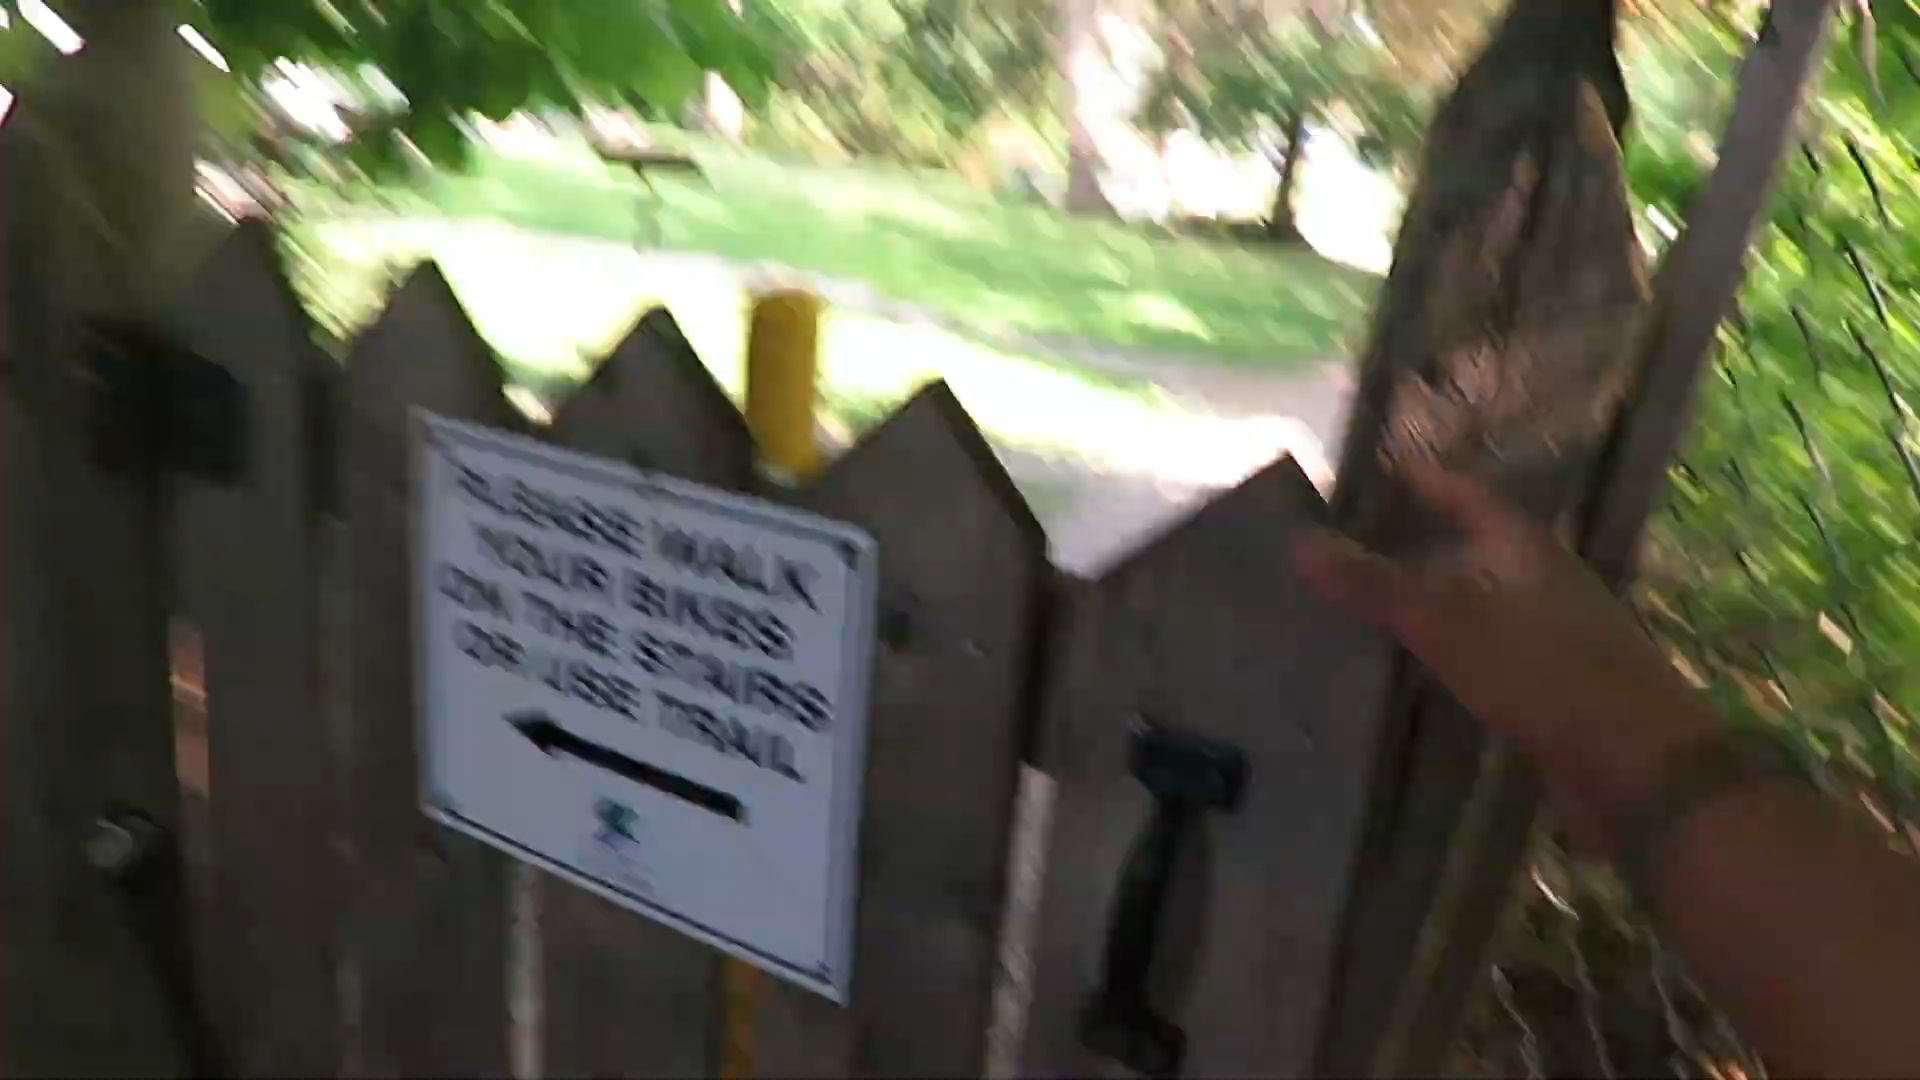 PLEASE WALK
YOUR BIKES
ON THE STAIRS
OR USE TRAIL